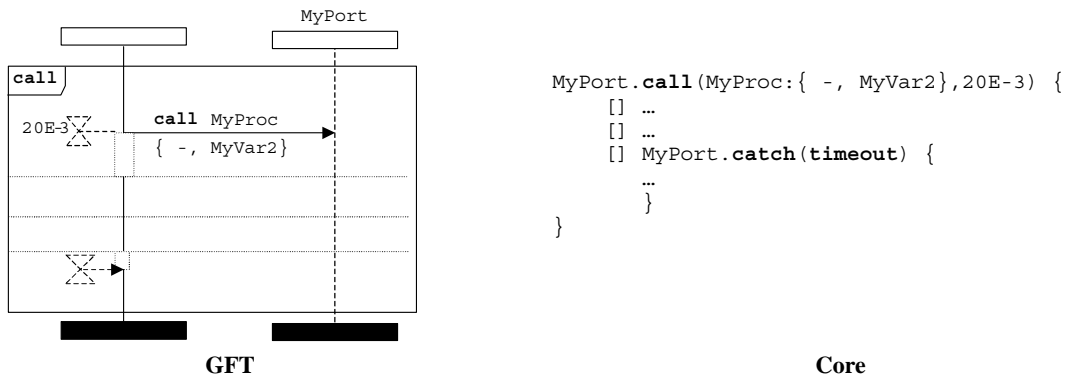 MyPort
call
20E-3
call MyProc
{ -, MyVar2}
GFT
MyPort.call(MyProc:{ -, MyVar2},20E-3) {
[] …
[] …
[] MyPort.catch(timeout) {
…
}
}
Core